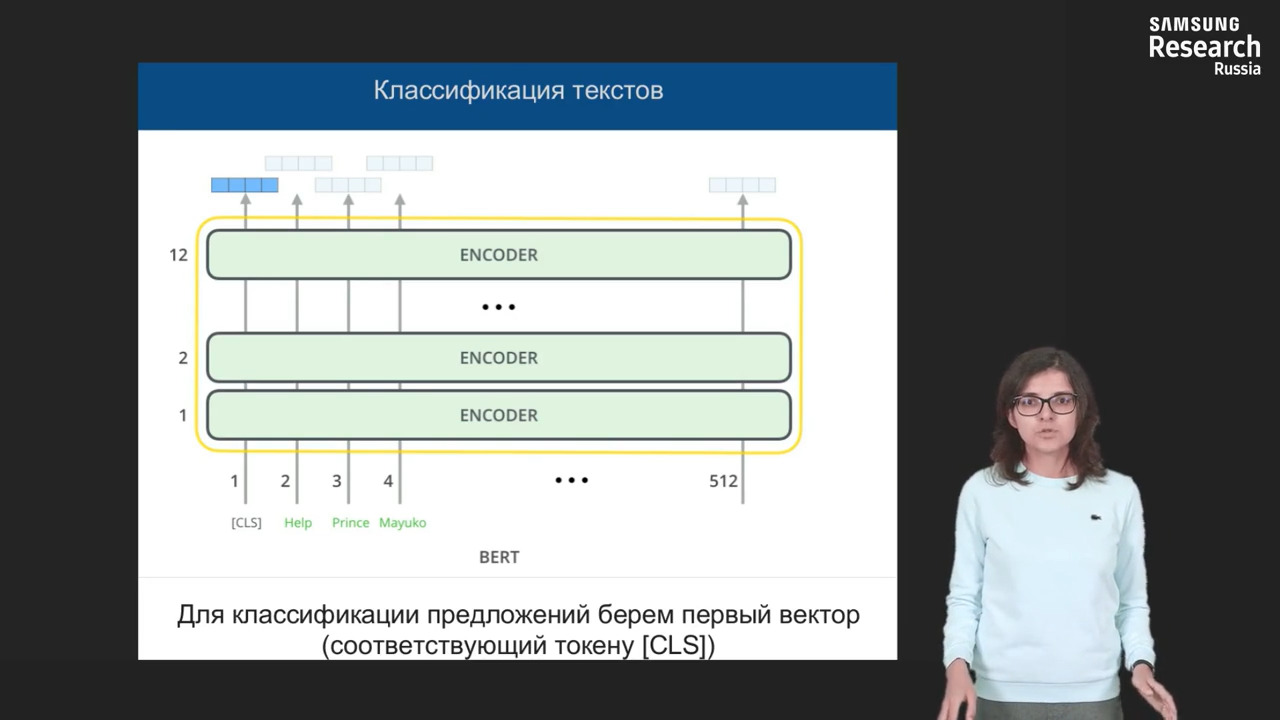 SAMSUNG
Research
Russia
Классификация текстов
12
ENCODER
...
2
ENCODER
1
ENCODER
1 2 3 4 ... 512
[CLS] Help Prince Mayuko
BERT
Для классификации предложений берем первый вектор
(соответствующий токену [CLS])